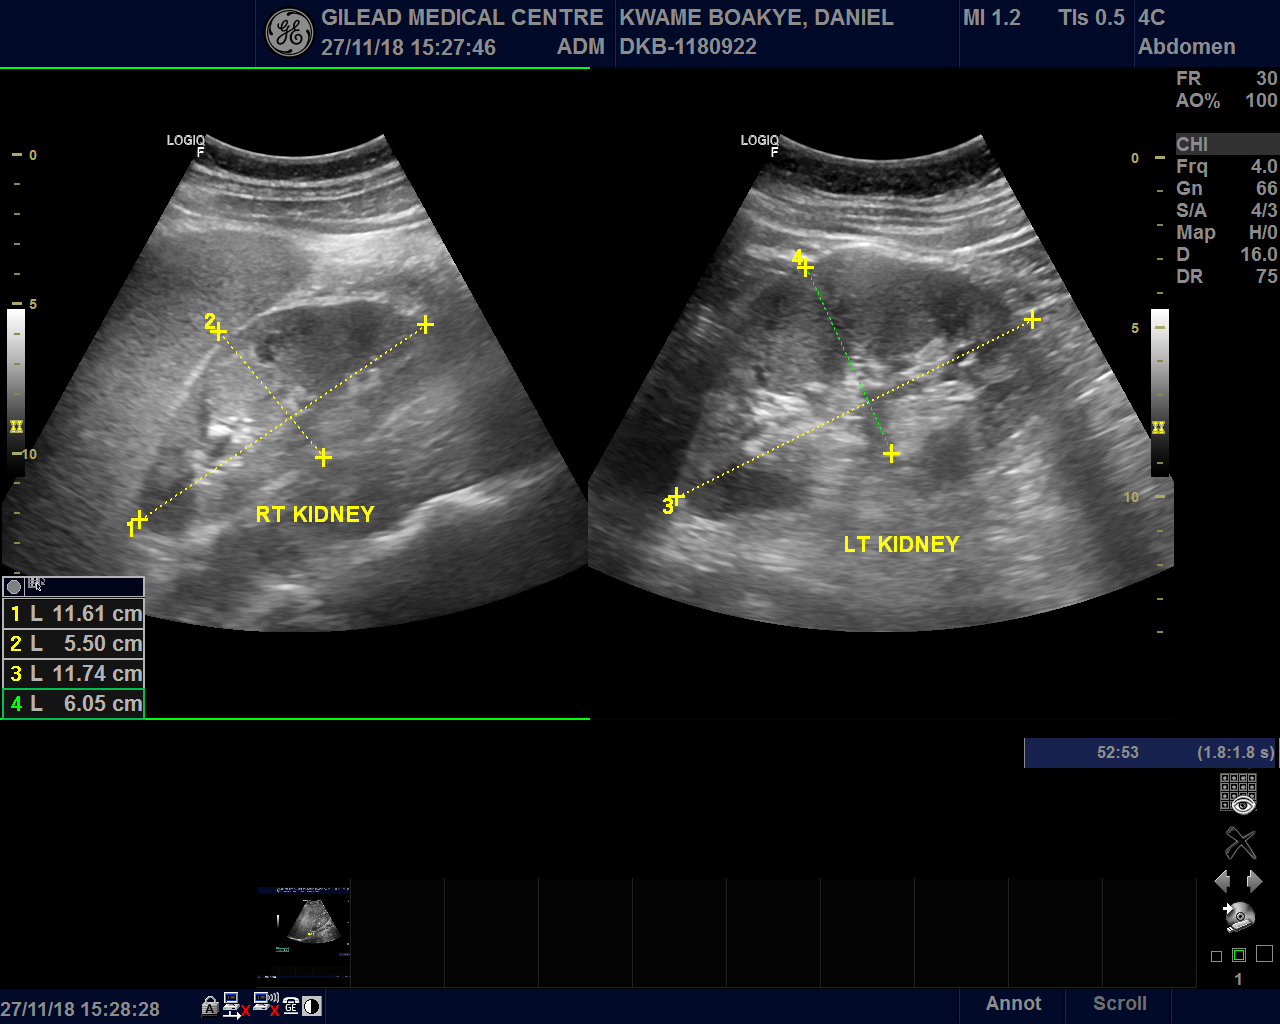 GILEAD MEDICAL CENTRE
27/11/18 15:27:46 ADM
KWAME BOAKYE, DANIEL
DKB-1180922
MI 1.2 TIs 0.5
4C
Abdomen
FR 30
AO% 100
CHI
Frq 4.0
Gn 66
S/A 4/3
Map H/0
D 16.0
DR 75
LOGIQ
F
0
5
10
2
1
RT KIDNEY
LOGIQ
F
0
5
10
4
3
LT KIDNEY
1 L 11.61 cm
2 L 5.50 cm
3 L 11.74 cm
4 L 6.05 cm
52:53 (1.8:1.8 s)
1
27/11/18 15:28:28
A
GE
Annot
Scroll